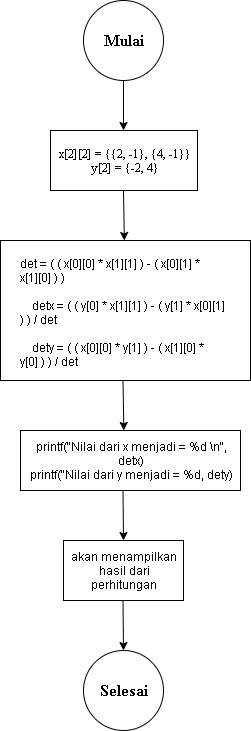 Mulai
x[2][2] = {{2, -1}, {4, -1}}
y[2] = {-2, 4}
det = ( ( x[0][0] * x[1][1] ) - ( x[0][1] *
x[1][0] ) )
detx = ( ( y[0] * x[1][1] ) - ( y[1] * x[0][1]
) ) / det
dety = ( ( x[0][0] * y[1] ) - ( x[1][0] *
y[0] ) ) / det
printf("Nilai dari x menjadi = %d \n",
detx)
printf("Nilai dari y menjadi = %d, dety)
akan menampilkan
hasil dari
perhitungan
Selesai